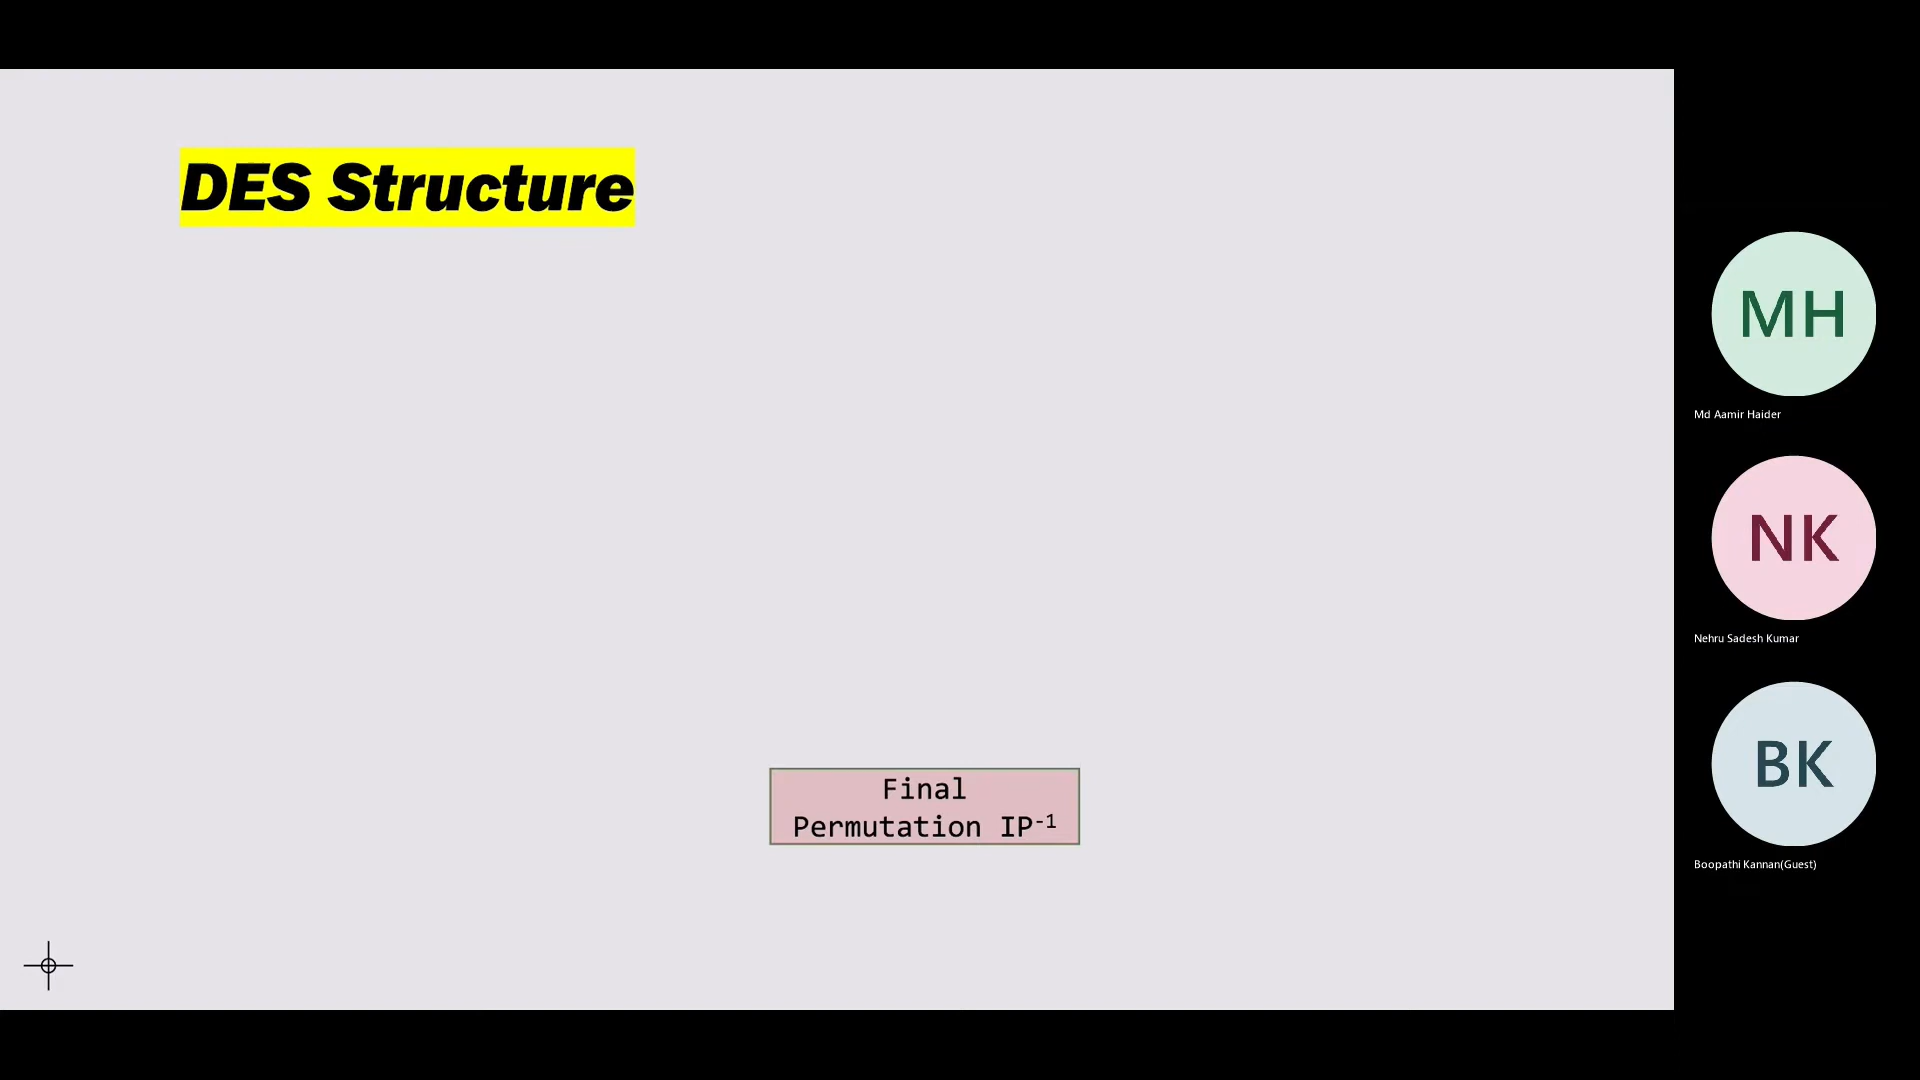 DES Structure
Final
Permutation IP⁻¹
MH
Md Aamir Haider
NK
Nehru Sadesh Kumar
BK
Boopathi Kannan(Guest)